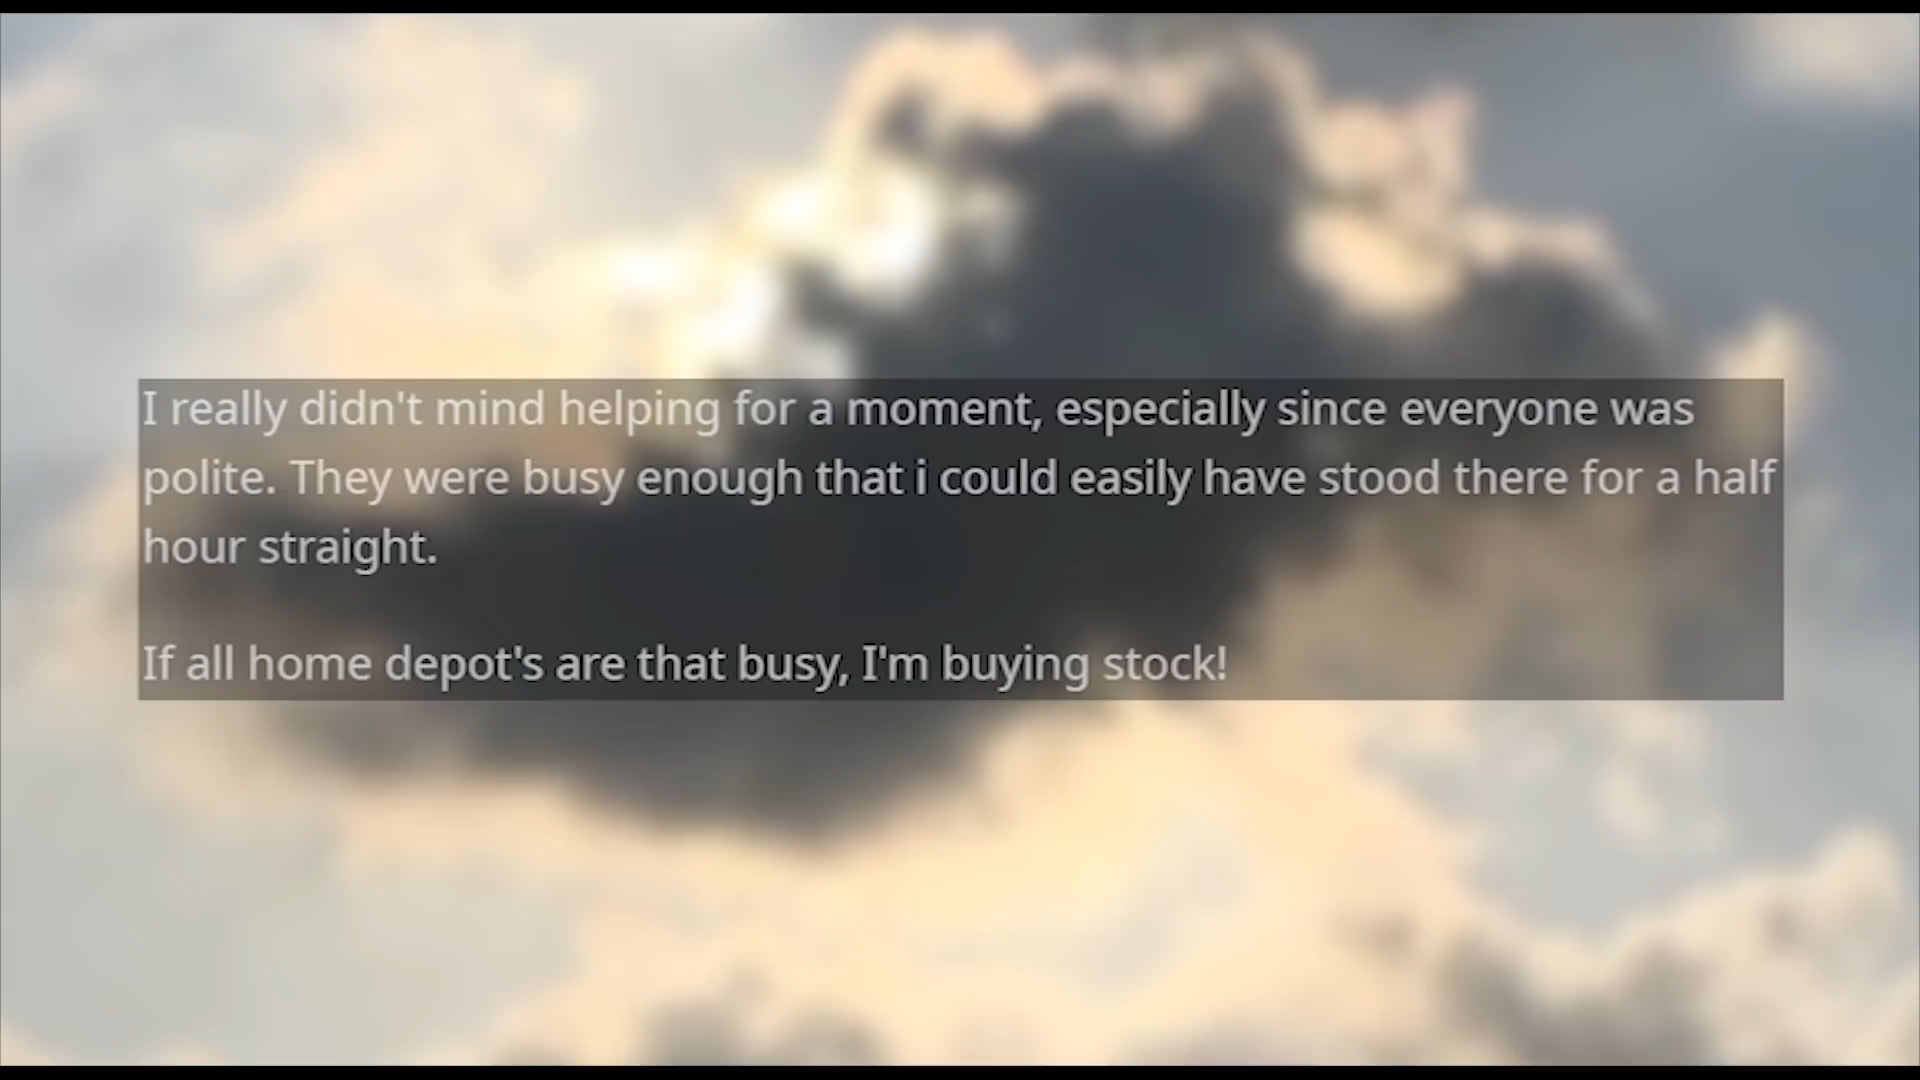 I really didn't mind helping for a moment, especially since everyone was
polite. They were busy enough that i could easily have stood there for a half
hour straight.
If all home depot's are that busy, I'm buying stock!